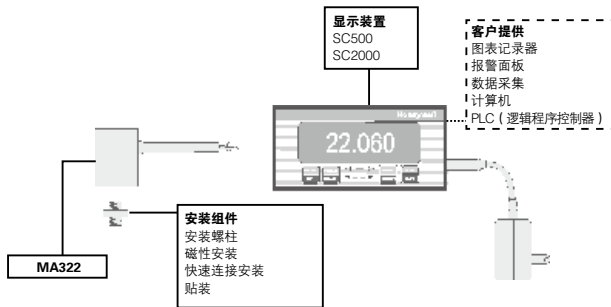 显示装置
SC500
SC2000
客户提供
图表记录器
报警面板
数据采集
计算机
PLC（逻辑程序控制器）
Honeywell
22.060
安装组件
安装螺柱
磁性安装
快速连接安装
贴装
MA322